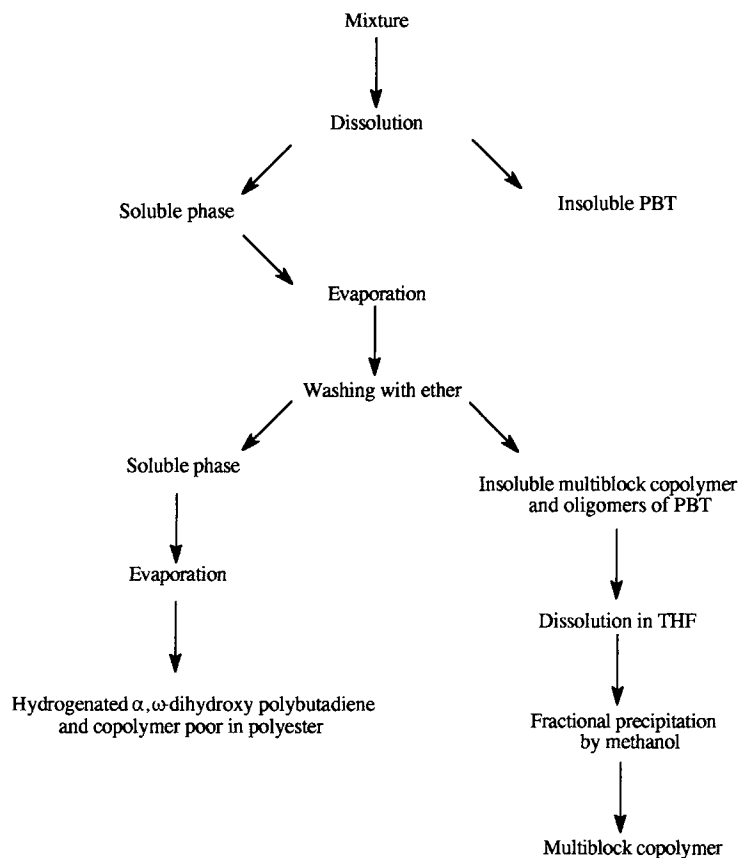 Mixture
Dissolution
Soluble phase
Insoluble PBT
Evaporation
Washing with ether
Soluble phase
Insoluble multiblock copolymer
and oligomers of PBT
Evaporation
Dissolution in THF
Hydrogenated α,ω-dihydroxy polybutadiene
and copolymer poor in polyester
Fractional precipitation
by methanol
Multiblock copolymer